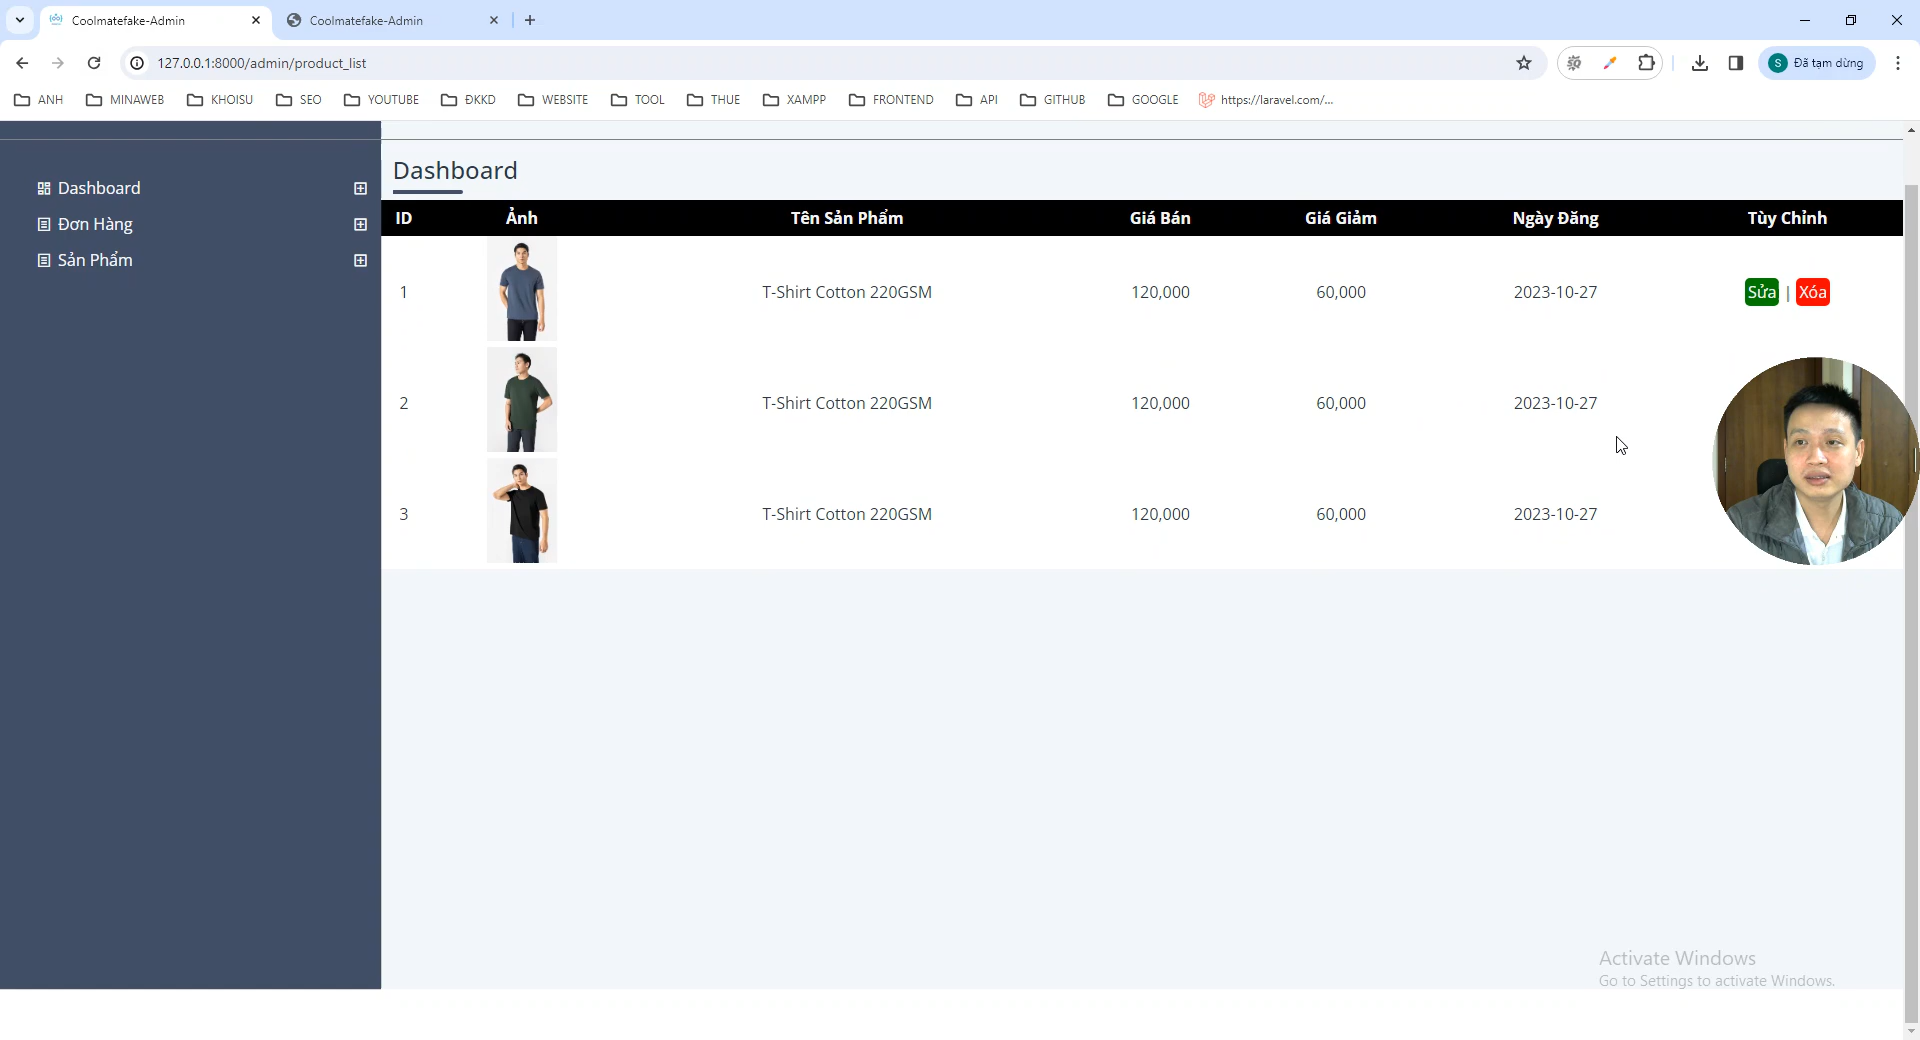 Coolmatefake-Admin
Coolmatefake-Admin
127.0.0.1:8000/admin/product_list
S Đã tạm dừng
ANH MINAWEB KHOISU SEO YOUTUBE ĐKKD WEBSITE TOOL THUE XAMPP FRONTEND API GITHUB GOOGLE https://laravel.com/...
Dashboard
Đơn Hàng
Sản Phẩm
Dashboard
ID Ảnh Tên Sản Phẩm Giá Bán Giá Giảm Ngày Đăng Tùy Chỉnh
1 T-Shirt Cotton 220GSM 120,000 60,000 2023-10-27 Sửa | Xóa
2 T-Shirt Cotton 220GSM 120,000 60,000 2023-10-27
3 T-Shirt Cotton 220GSM 120,000 60,000 2023-10-27
Activate Windows
Go to Settings to activate Windows.